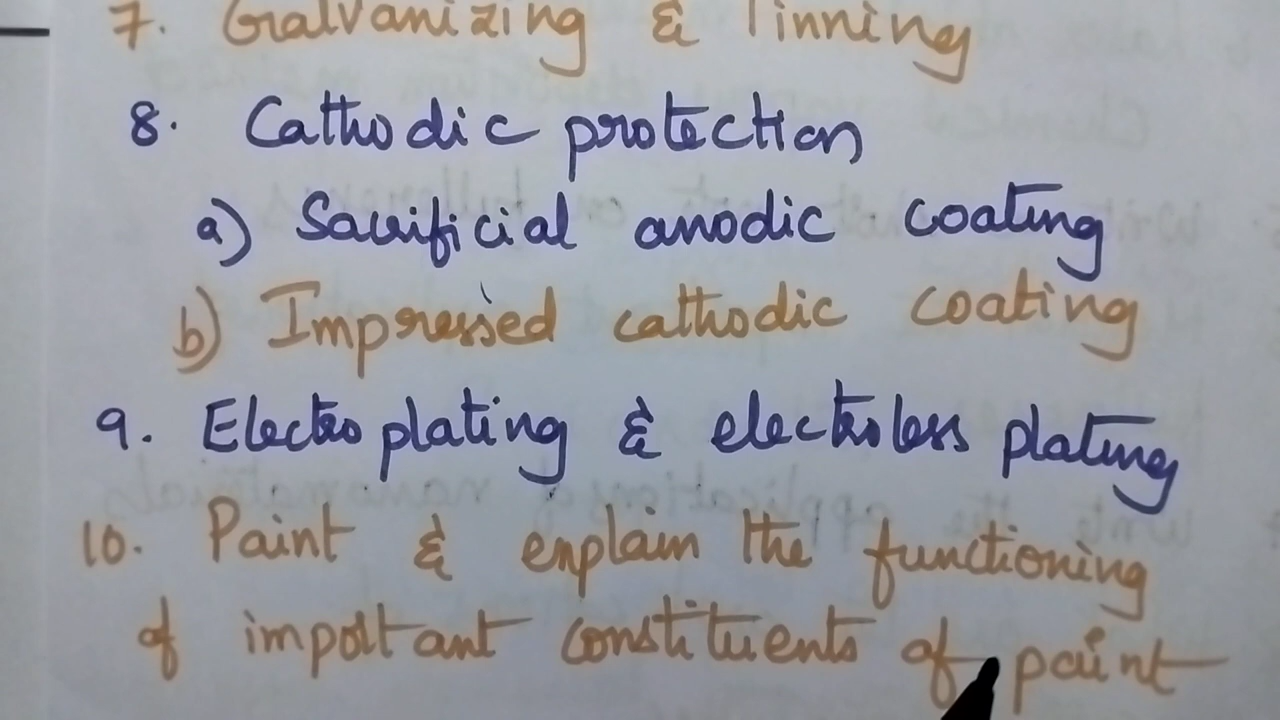 7. Galvanizing & Tinning
8. Cathodic protection
a) Sacrificial anodic coating
b) Impressed cathodic coating
9. Electroplating & electroless plating
10. Paint & explain the functioning
of important constituents of paint